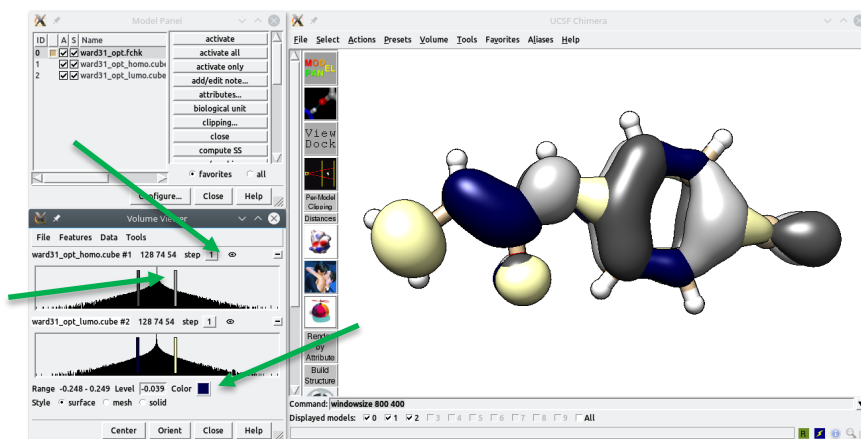 Model Panel
ID A S Name
0 ward31_opt.fchk
1 ward31_opt_homo.cube
2 ward31_opt_lumo.cube
activate
activate all
activate only
add/edit note...
attributes...
biological unit
clipping...
close
compute SS
favorites all
Configure... Close Help
Volume Viewer
File Features Data Tools
ward31_opt_homo.cube #1 128 74 54 step 1
ward31_opt_lumo.cube #2 128 74 54 step 1
Range -0.248 - 0.249 Level -0.039 Color
Style surface mesh solid
Center Orient Close Help
UCSF Chimera
File Select Actions Presets Volume Tools Favorites Aliases Help
MOD
PANEL
View
Dock
Per-Model
Clipping
Distances
Render
by
Attribute
Build
Structure
Command: windowsize 800 400
Displayed models: 0 1 2 3 4 5 6 7 8 9 All
R